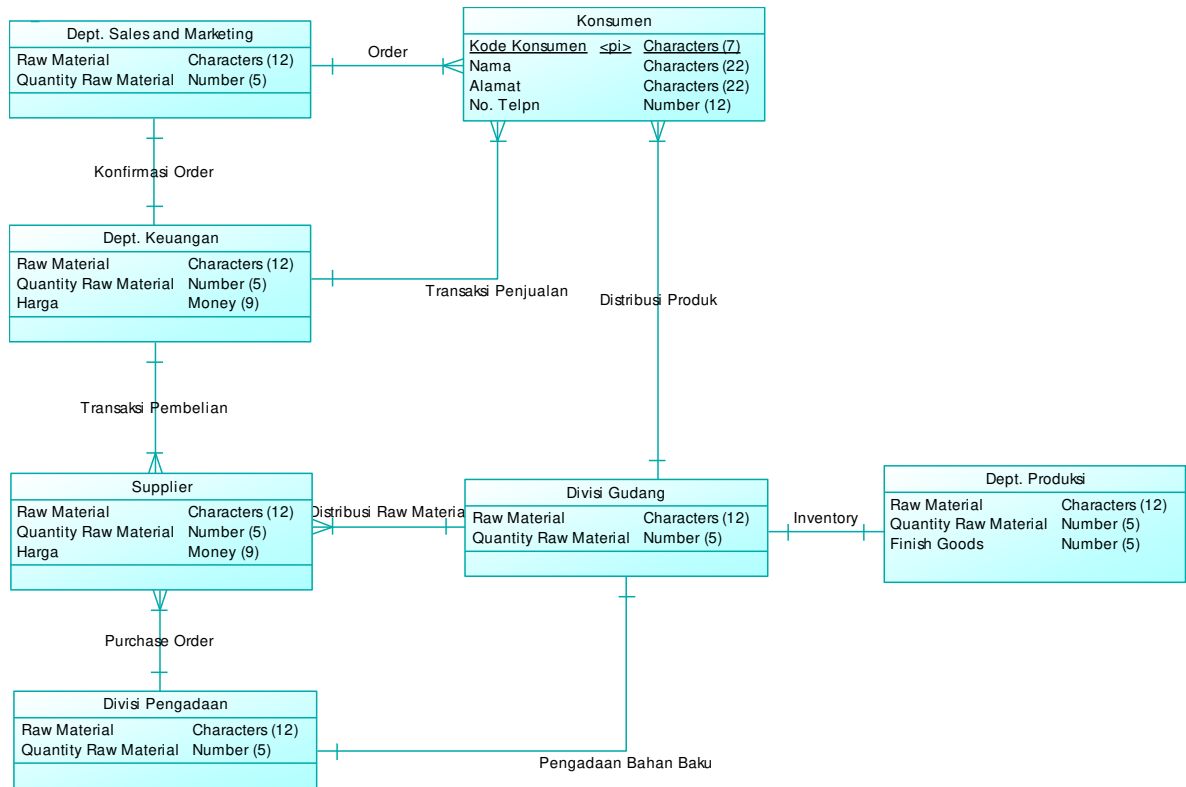 Dept. Sales and Marketing
Raw Material Characters (12)
Quantity Raw Material Number (5)
Order
Konsumen
Kode Konsumen <pi> Characters (7)
Nama Characters (22)
Alamat Characters (22)
No. Telpn Number (12)
Konfirmasi Order
Dept. Keuangan
Raw Material Characters (12)
Quantity Raw Material Number (5)
Harga Money (9)
Transaksi Penjualan
Distribusi Produk
Transaksi Pembelian
Supplier
Raw Material Characters (12)
Quantity Raw Material Number (5)
Harga Money (9)
Distribusi Raw Material
Divisi Gudang
Raw Material Characters (12)
Quantity Raw Material Number (5)
Inventory
Dept. Produksi
Raw Material Characters (12)
Quantity Raw Material Number (5)
Finish Goods Number (5)
Purchase Order
Divisi Pengadaan
Raw Material Characters (12)
Quantity Raw Material Number (5)
Pengadaan Bahan Baku